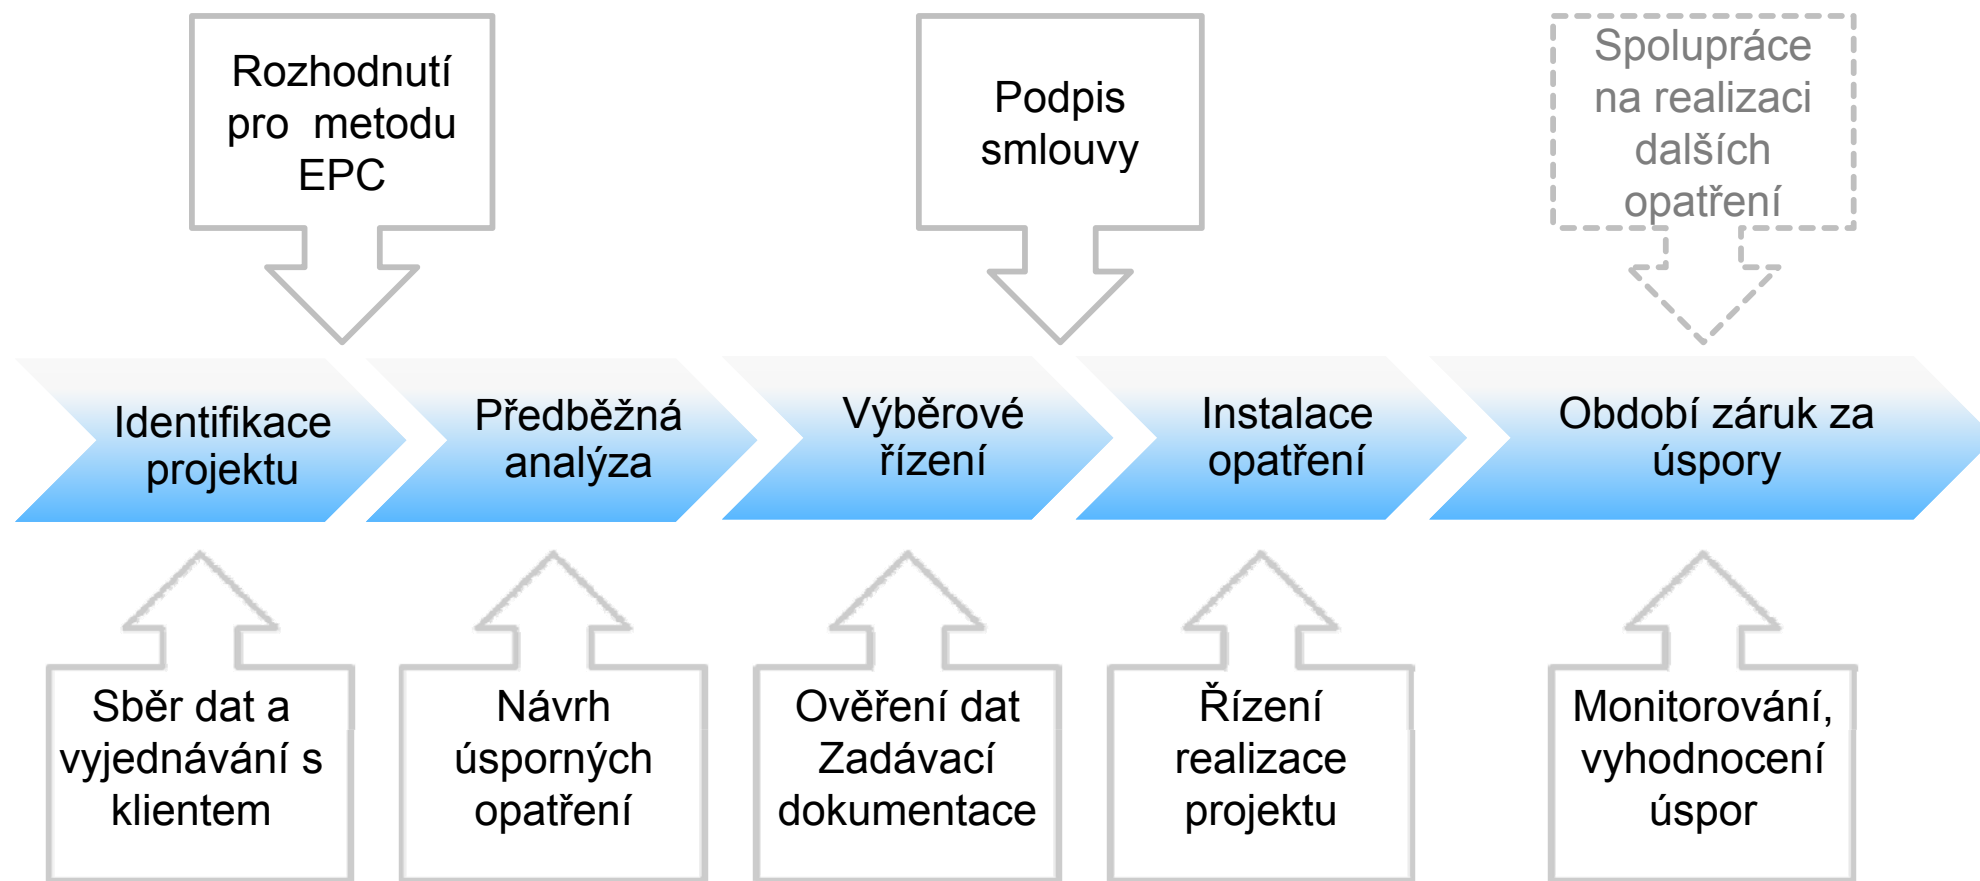 Rozhodnutí
pro metodu
EPC
Podpis
smlouvy
Spolupráce
na realizaci
dalších
opatření
Identifikace
projektu
Předběžná
analýza
Výběrové
řízení
Instalace
opatření
Období záruk za
úspory
Sběr dat a
vyjednávání s
klientem
Návrh
úsporných
opatření
Ověření dat
Zadávací
dokumentace
Řízení
realizace
projektu
Monitorování,
vyhodnocení
úspor